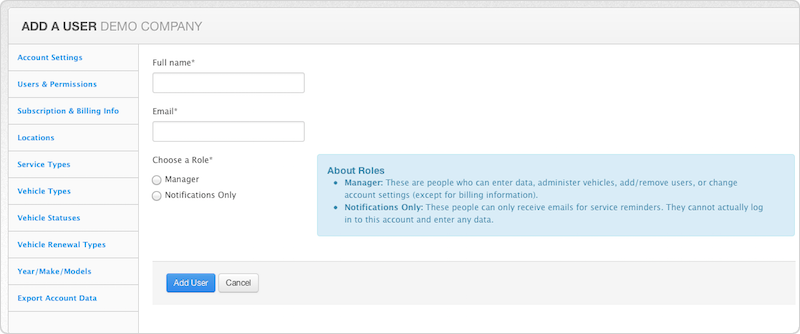 ADD A USER DEMO COMPANY
Account Settings
Users & Permissions
Subscription & Billing Info
Locations
Service Types
Vehicle Types
Vehicle Statuses
Vehicle Renewal Types
Year/Make/Models
Export Account Data
Full name*
Email*
Choose a Role*
Manager
Notifications Only
About Roles
• Manager: These are people who can enter data, administer vehicles, add/remove users, or change
account settings (except for billing information).
• Notifications Only: These people can only receive emails for service reminders. They cannot actually log
in to this account and enter any data.
Add User Cancel